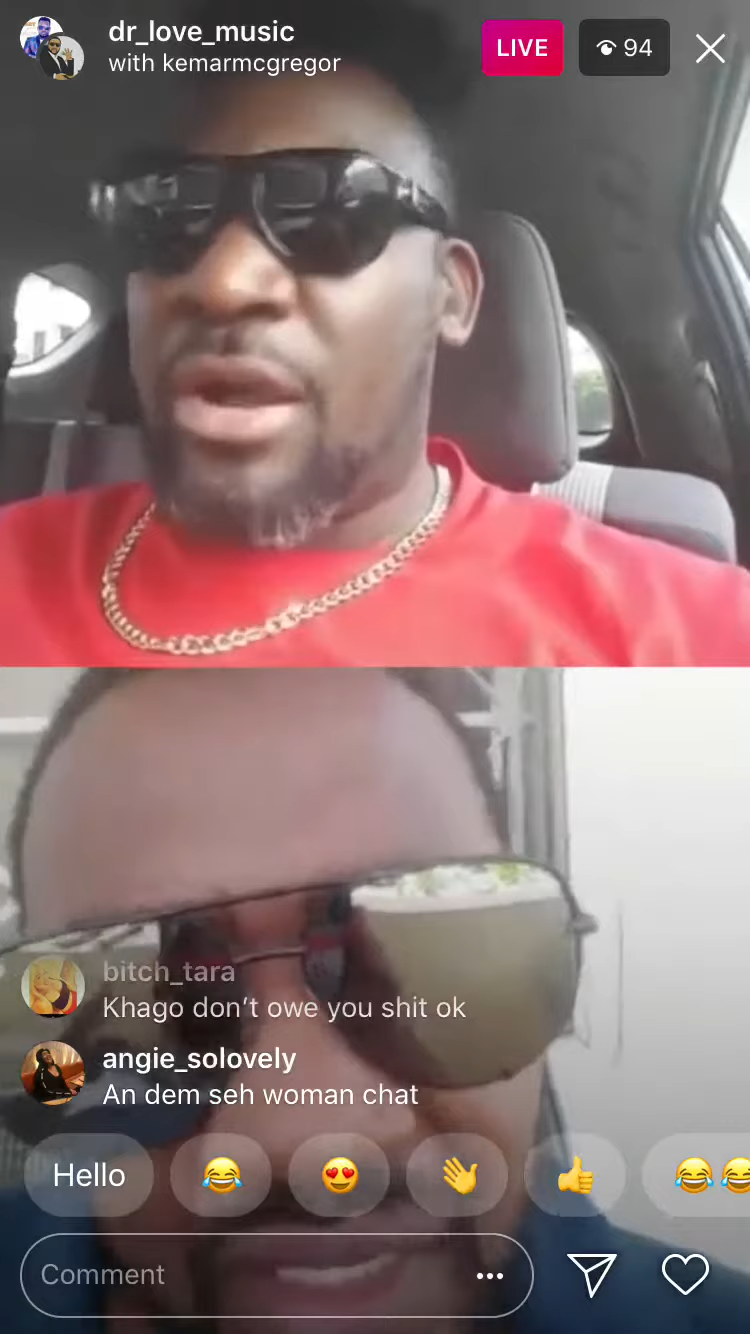 dr_love_music
with kemarmcgregor
LIVE
94
bitch_tara
Khago don't owe you shit ok
angie_solovely
An dem seh woman chat
Hello
Comment